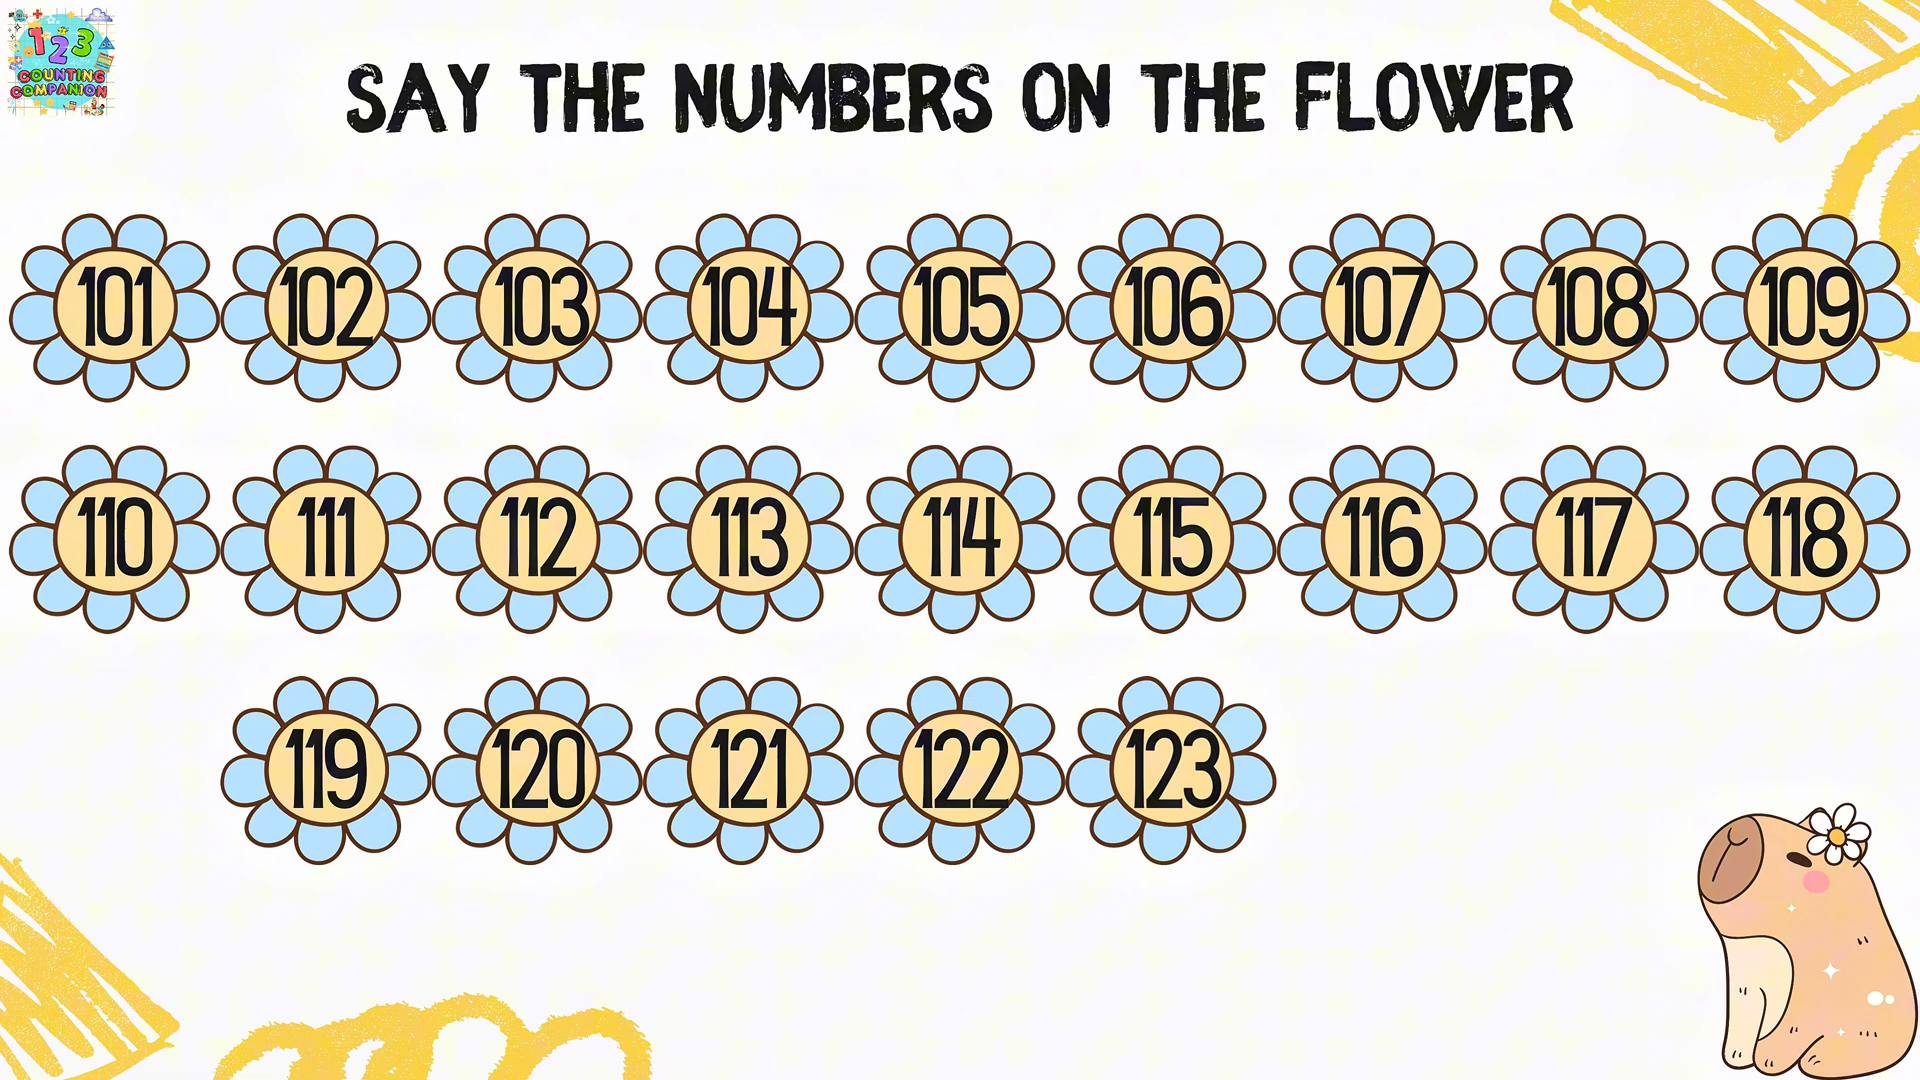 123
COUNTING
COMPANION
SAY THE NUMBERS ON THE FLOWER
101 102 103 104 105 106 107 108 109
110 111 112 113 114 115 116 117 118
119 120 121 122 123